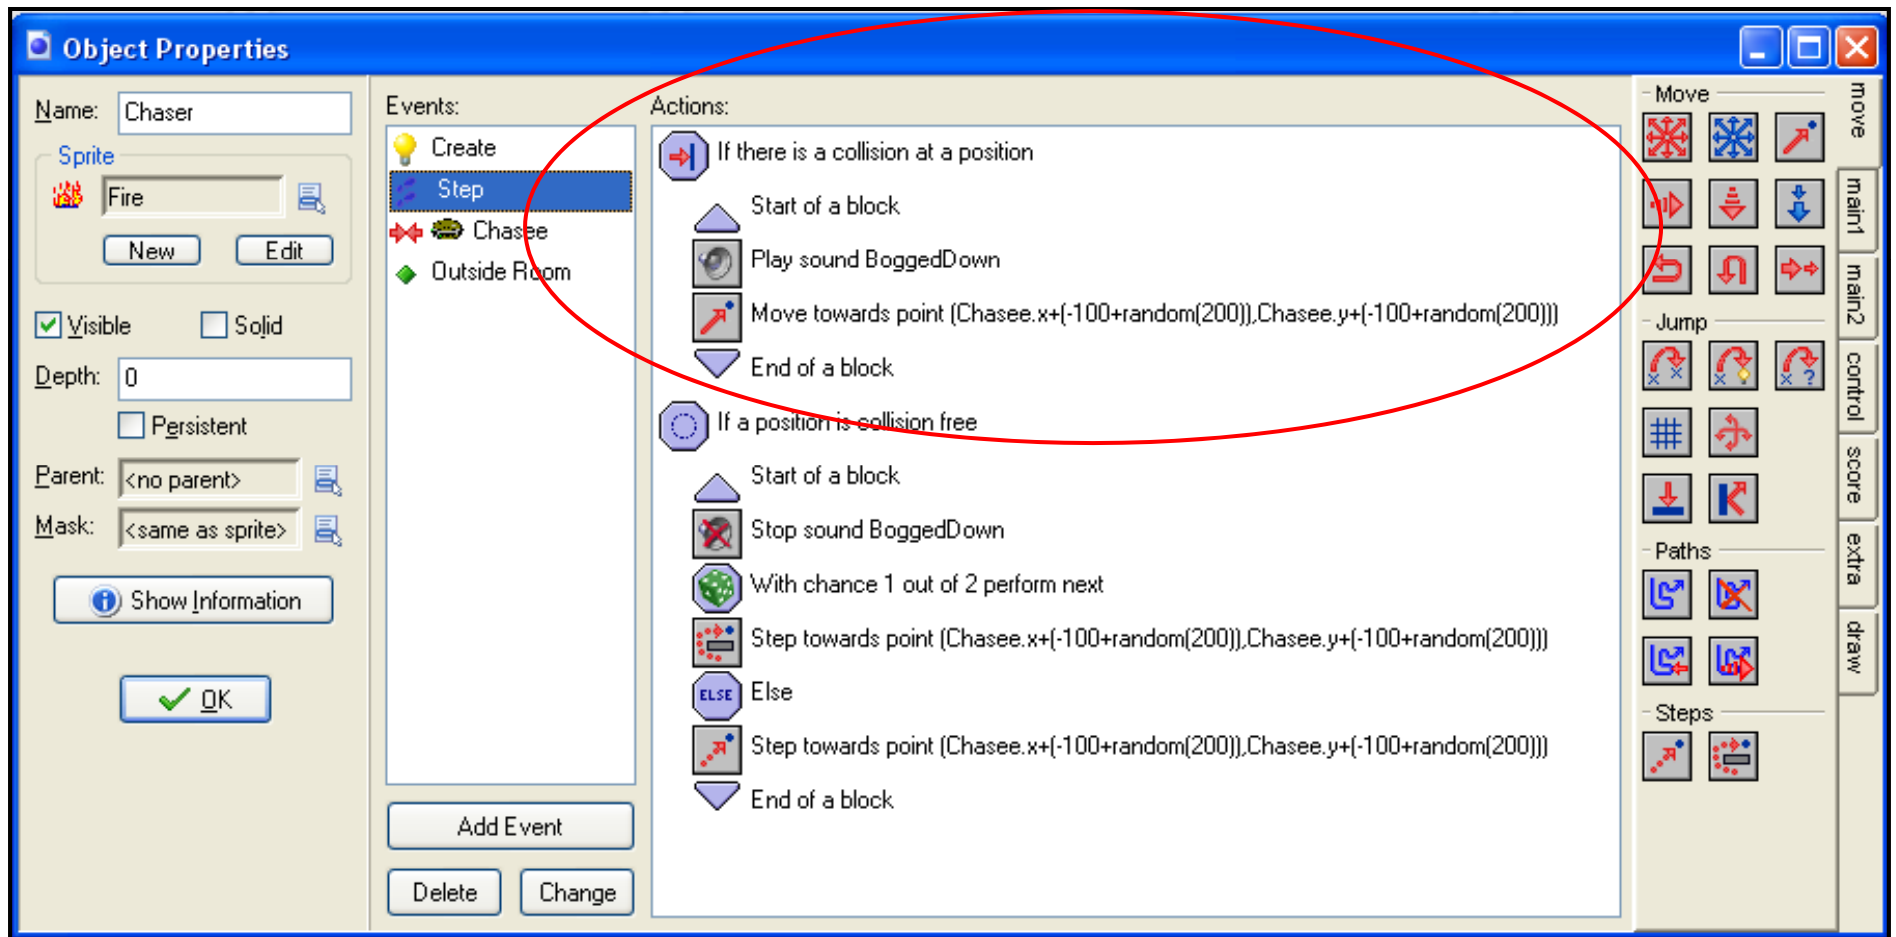 Object Properties
Name: Chaser
Sprite
Fire
New Edit
Visible Solid
Depth: 0
Persistent
Parent: <no parent>
Mask: <same as sprite>
Show Information
OK
Events:
Create
Step
Chasee
Outside Room
Add Event
Delete Change
Actions:
If there is a collision at a position
Start of a block
Play sound BoggedDown
Move towards point (Chasee.x+(-100+random(200)),Chasee.y+(-100+random(200)))
End of a block
If a position is collision free
Start of a block
Stop sound BoggedDown
With chance 1 out of 2 perform next
Step towards point (Chasee.x+(-100+random(200)),Chasee.y+(-100+random(200)))
ELSE Else
Step towards point (Chasee.x+(-100+random(200)),Chasee.y+(-100+random(200)))
End of a block
Move
Jump
Paths
Steps
move
main1
main2
control
score
extra
draw